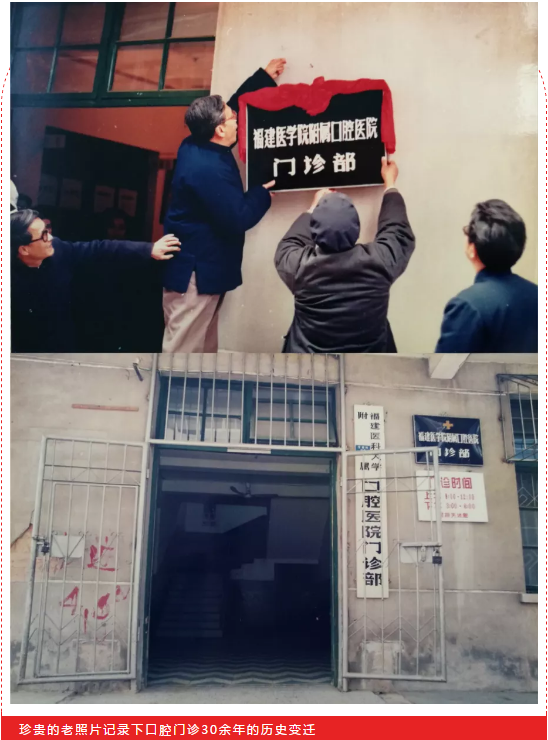 福建医学院附属口腔医院
门诊部
附属
福建医科大学
口腔医院门诊部
福建医学院附属口腔医院
门诊部
诊时间
珍贵的老照片记录下口腔门诊30余年的历史变迁